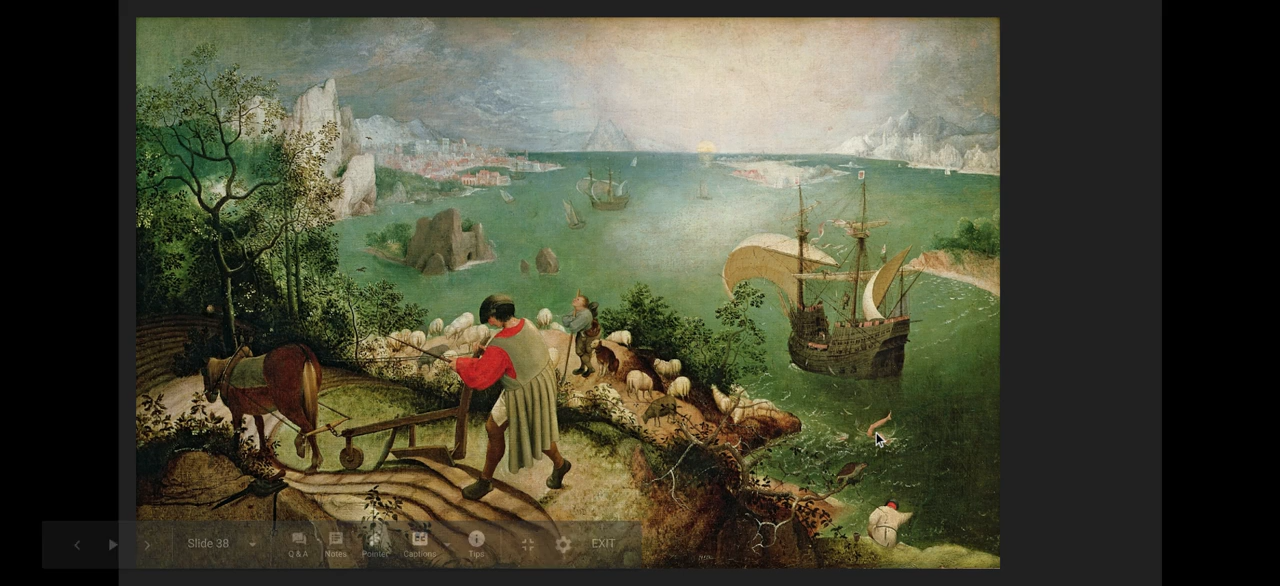 Slide 38
Q & A
Notes
Pointer
Captions
Tips
EXIT